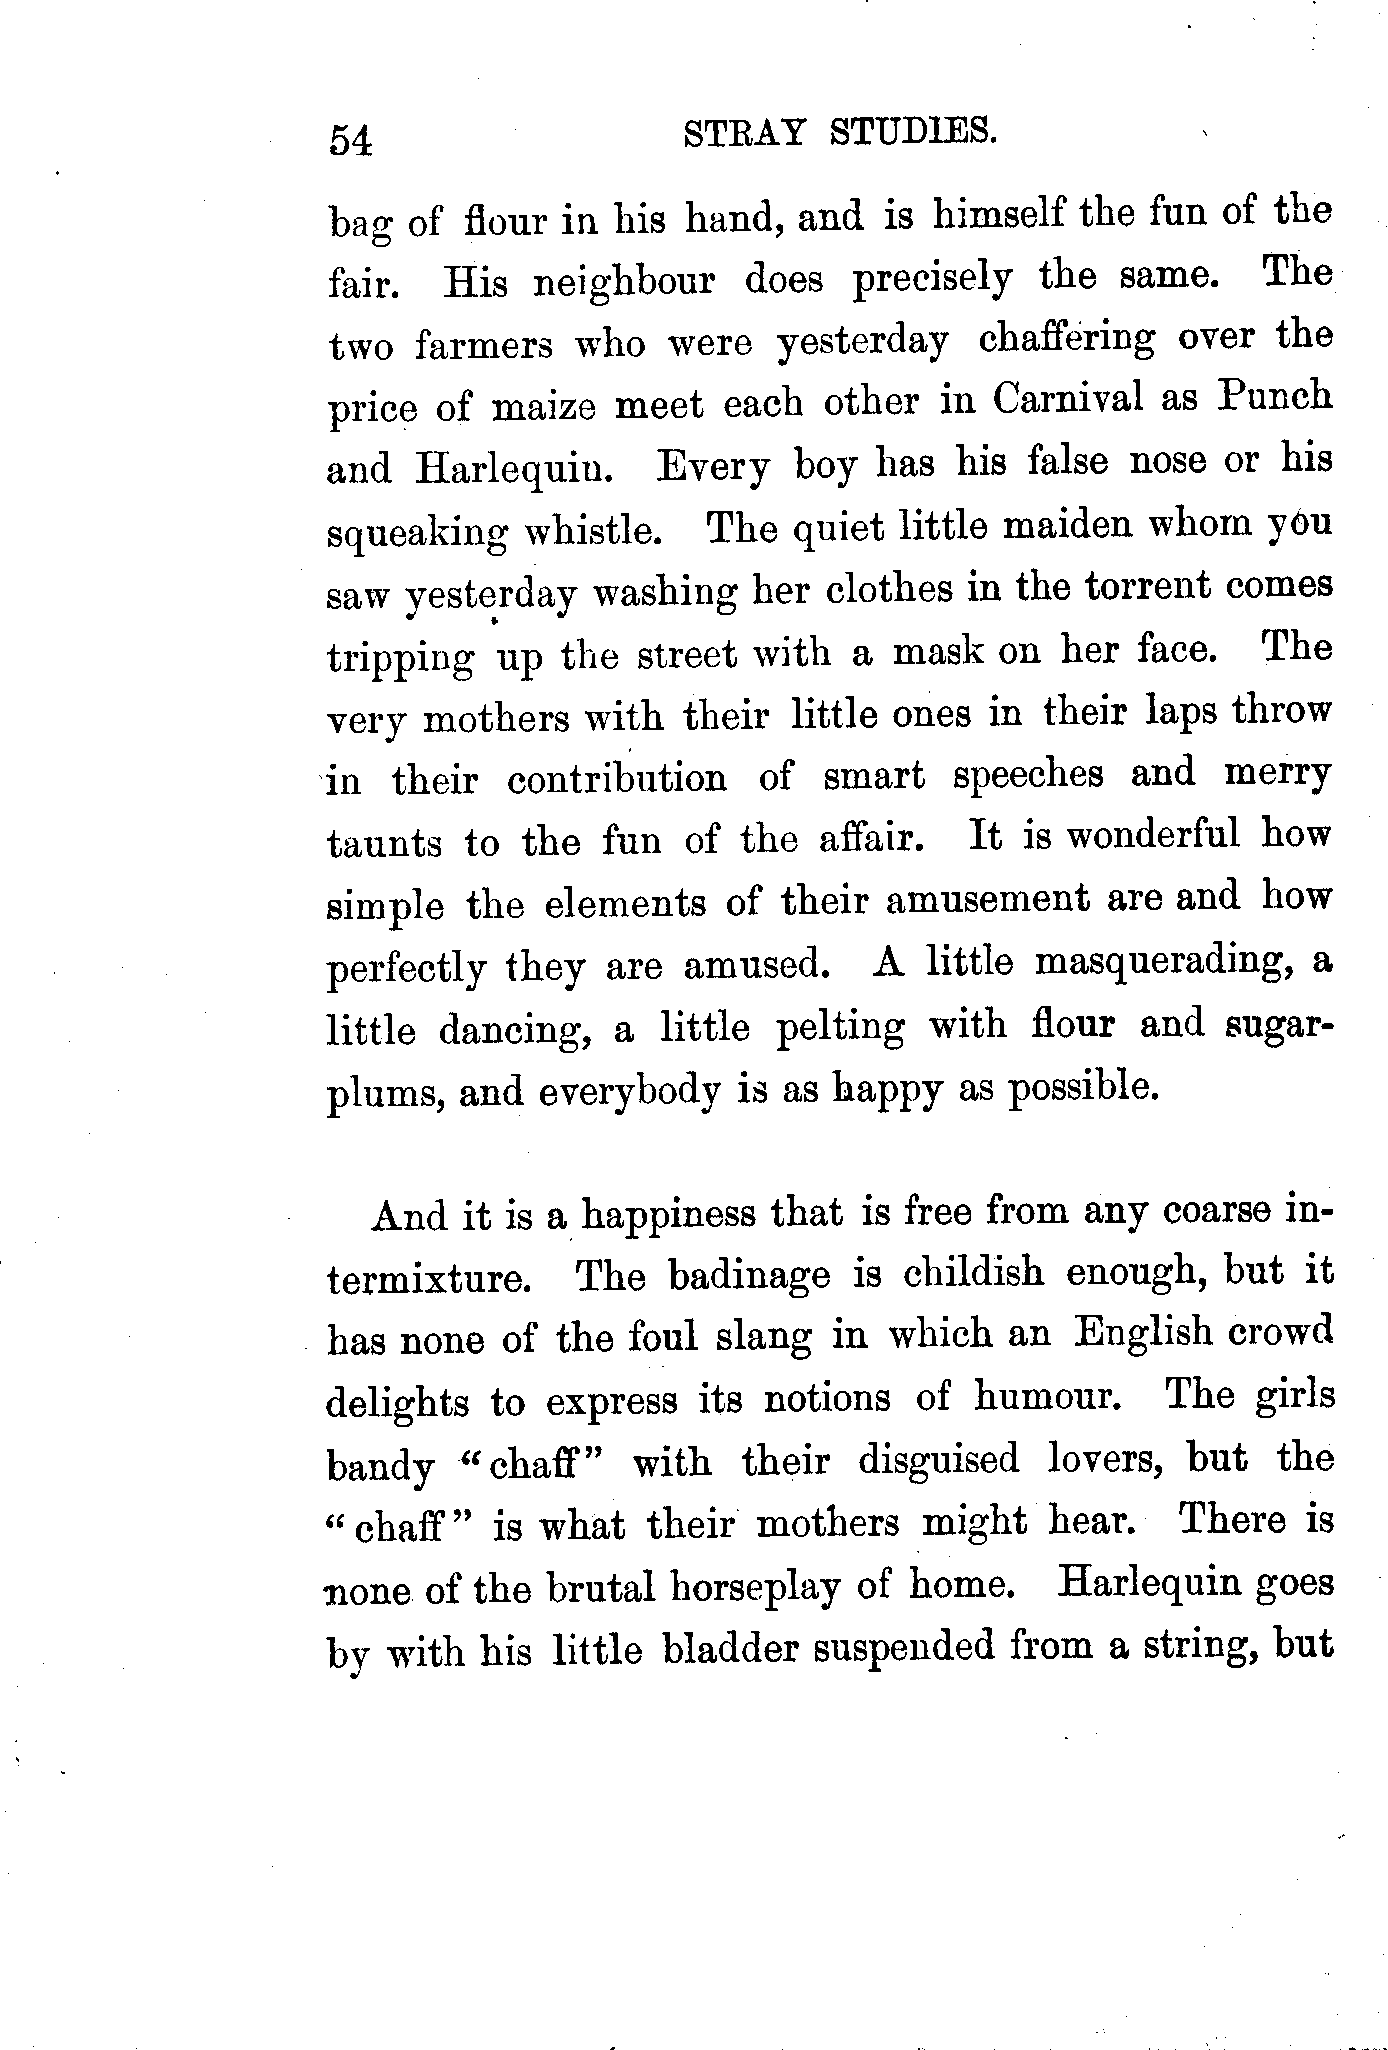 54 STRAY STUDIES.
bag of flour in his hand, and is himself the fun of the
fair. His neighbour does precisely the same. The
two farmers who were yesterday chaffering over the
price of maize meet each other in Carnival as Punch
and Harlequin. Every boy has his false nose or his
squeaking whistle. The quiet little maiden whom you
saw yesterday washing her clothes in the torrent comes
tripping up the street with a mask on her face. The
very mothers with their little ones in their laps throw
in their contribution of smart speeches and merry
taunts to the fun of the affair. It is wonderful how
simple the elements of their amusement are and how
perfectly they are amused. A little masquerading, a
little dancing, a little pelting with flour and sugar-
plums, and everybody is as happy as possible.
And it is a happiness that is free from any coarse in-
termixture. The badinage is childish enough, but it
has none of the foul slang in which an English crowd
delights to express its notions of humour. The girls
bandy “chaff” with their disguised lovers, but the
“chaff” is what their mothers might hear. There is
none of the brutal horseplay of home. Harlequin goes
by with his little bladder suspended from a string, but